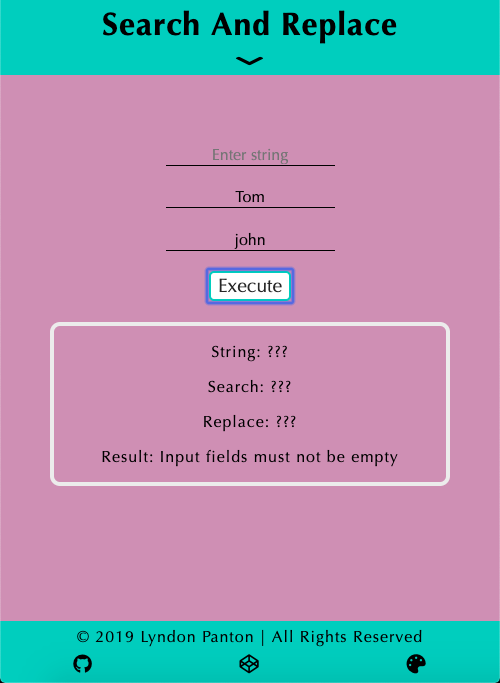 Search And Replace
Enter string
Tom
john
Execute
String: ???
Search: ???
Replace: ???
Result: Input fields must not be empty
© 2019 Lyndon Panton | All Rights Reserved